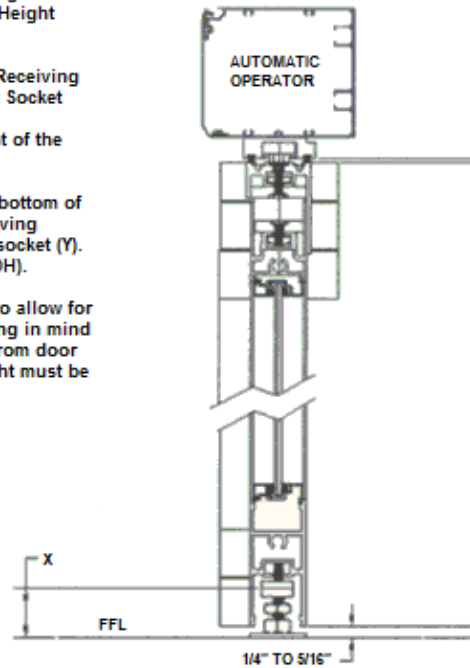 Height
Receiving
Socket
t of the
bottom of
ving
socket (Y).
OH).
o allow for
ng in mind
rom door
ht must be
AUTOMATIC
OPERATOR
X
FFL
1/4" TO 5/16"